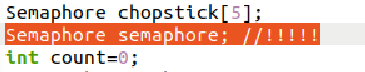 Semaphore chopstick[5];
Semaphore semaphore; //!!!!!
int count=0;